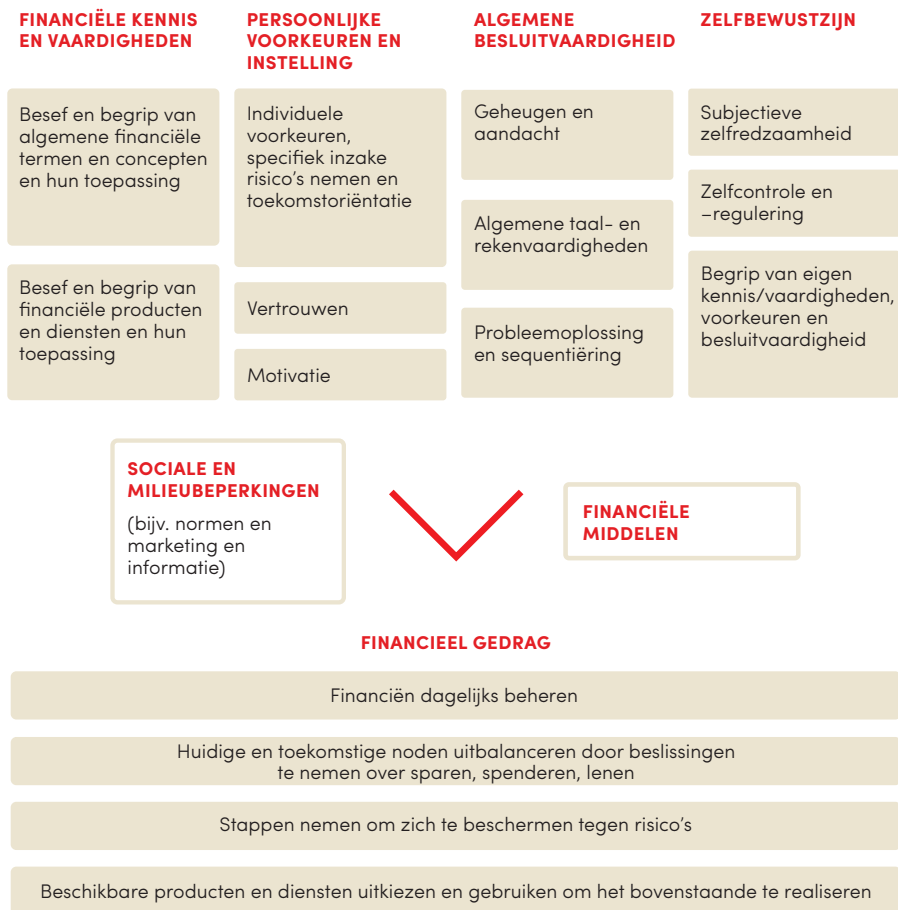 FINANCIËLE KENNIS
EN VAARDIGHEDEN
Besef en begrip van
algemene financiële
termen en concepten
en hun toepassing
Besef en begrip van
financiële producten
en diensten en hun
toepassing
PERSOONLIJKE
VOORKEUREN EN
INSTELLING
Individuele
voorkeuren,
specifiek inzake
risico's nemen en
toekomstoriëntatie
Vertrouwen
Motivatie
ALGEMENE
BESLUITVAARDIGHEID
Geheugen en
aandacht
Algemene taal- en
rekenvaardigheden
Probleemoplossing
en sequentiëring
ZELFBEWUSTZIJN
Subjectieve
zelfredzaamheid
Zelfcontrole en
–regulering
Begrip van eigen
kennis/vaardigheden,
voorkeuren en
besluitvaardigheid
SOCIALE EN
MILIEUBEPERKINGEN
(bijv. normen en
marketing en
informatie)
FINANCIËLE
MIDDELEN
FINANCIEEL GEDRAG
Financiën dagelijks beheren
Huidige en toekomstige noden uitbalanceren door beslissingen
te nemen over sparen, spenderen, lenen
Stappen nemen om zich te beschermen tegen risico's
Beschikbare producten en diensten uitkiezen en gebruiken om het bovenstaande te realiseren